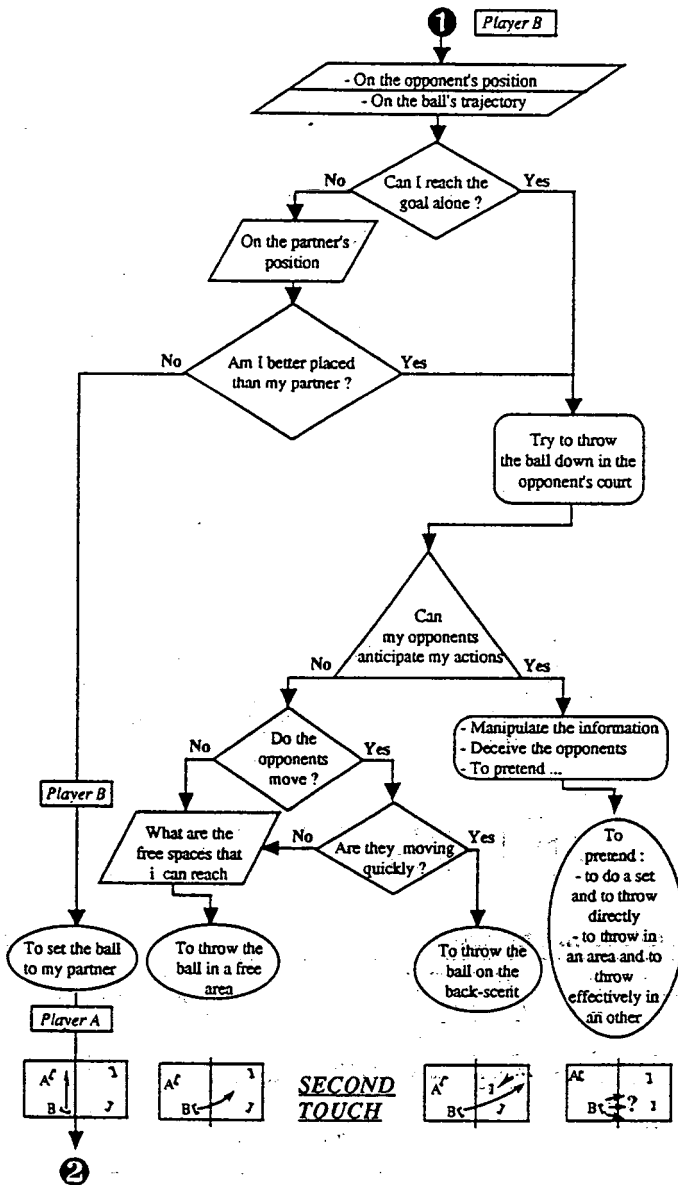 1 Player B
- On the opponent's position
- On the ball's trajectory
No
Can I reach the
goal alone ?
Yes
On the partner's
position
No
Am I better placed
than my partner ?
Yes
Try to throw
the ball down in the
opponent's court
Can
my opponents
anticipate my actions
No
Yes
No
Do the
opponents
move ?
Yes
- Manipulate the information
- Deceive the opponents
- To pretend ...
Player B
What are the
free spaces that
i can reach
No
Are they moving
quickly ?
Yes
To
pretend :
- to do a set
and to throw
directly
- to throw in
an area and to
throw
effectively in
an other
To set the ball
to my partner
To throw the
ball in a free
area
To throw the
ball on the
back-scent
Player A
A
B
B
SECOND
TOUCH
A
B
A
B ?
2